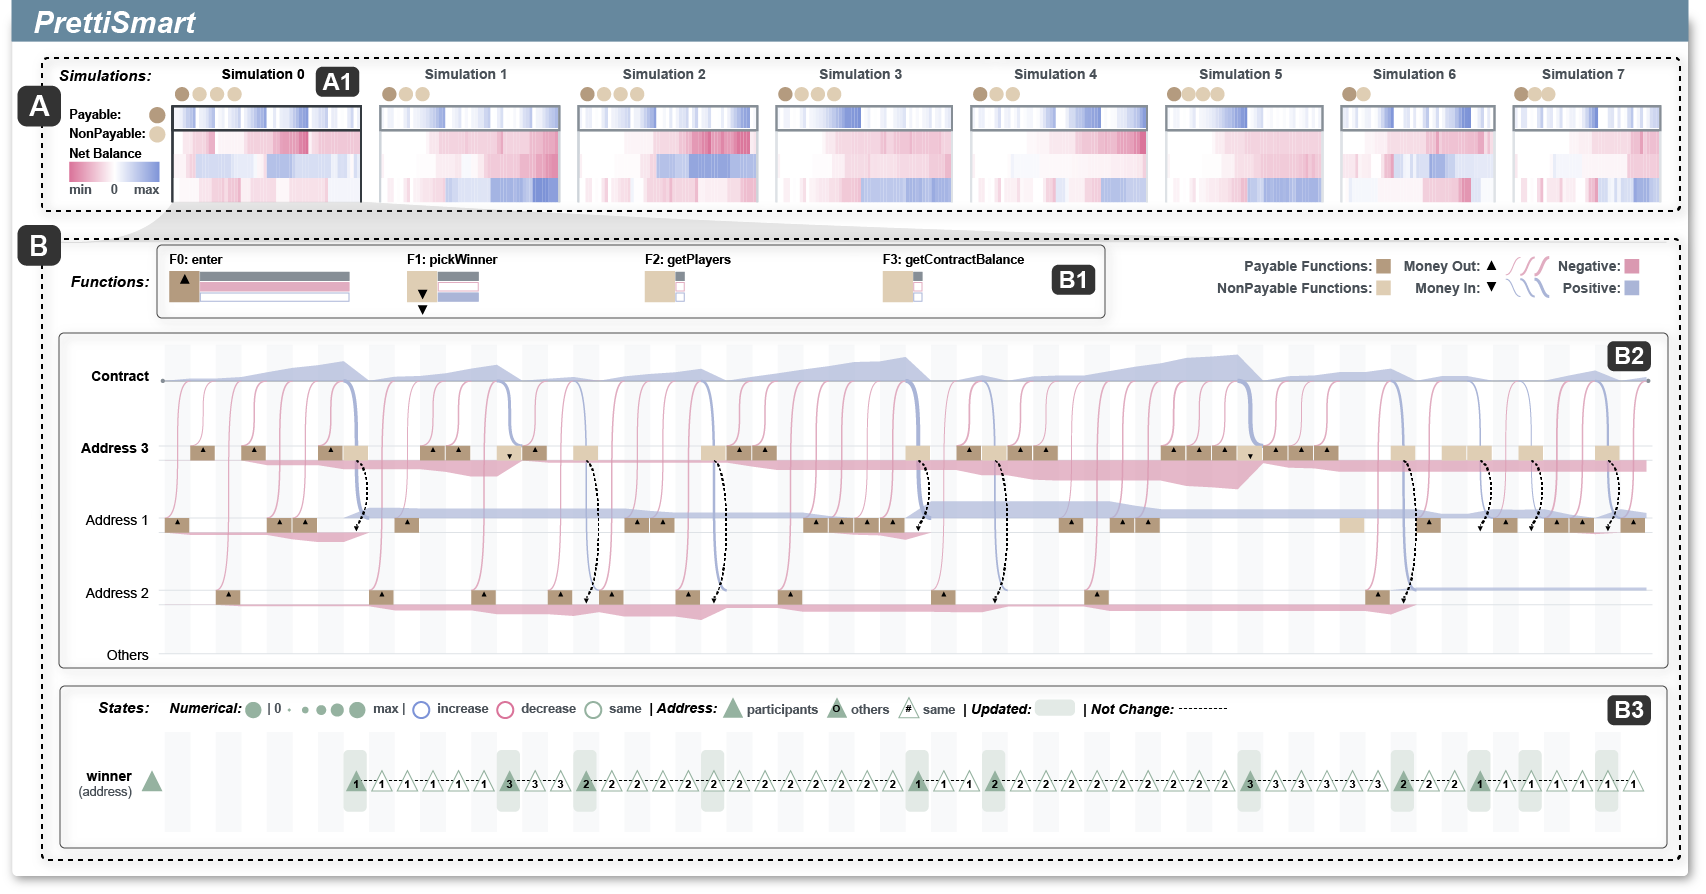 PrettiSmart
Simulations: Simulation 0 A1 Simulation 1 Simulation 2 Simulation 3 Simulation 4 Simulation 5 Simulation 6 Simulation 7
A
Payable:
NonPayable:
Net Balance
min 0 max
B
Functions:
F0: enter F1: pickWinner F2: getPlayers F3: getContractBalance
B1
Payable Functions: Money Out: Negative:
NonPayable Functions: Money In: Positive:
B2
Contract
Address 3
Address 1
Address 2
Others
States: Numerical: | 0 max | increase decrease same | Address: participants O others # same | Updated: | Not Change:
B3
winner
(address)
1 1 1 1 1 1 3 3 3 2 2 2 2 2 2 2 2 2 2 2 2 2 1 1 1 2 2 2 2 2 2 2 2 2 2 3 3 3 3 3 3 2 2 2 1 1 1 1 1 1 1